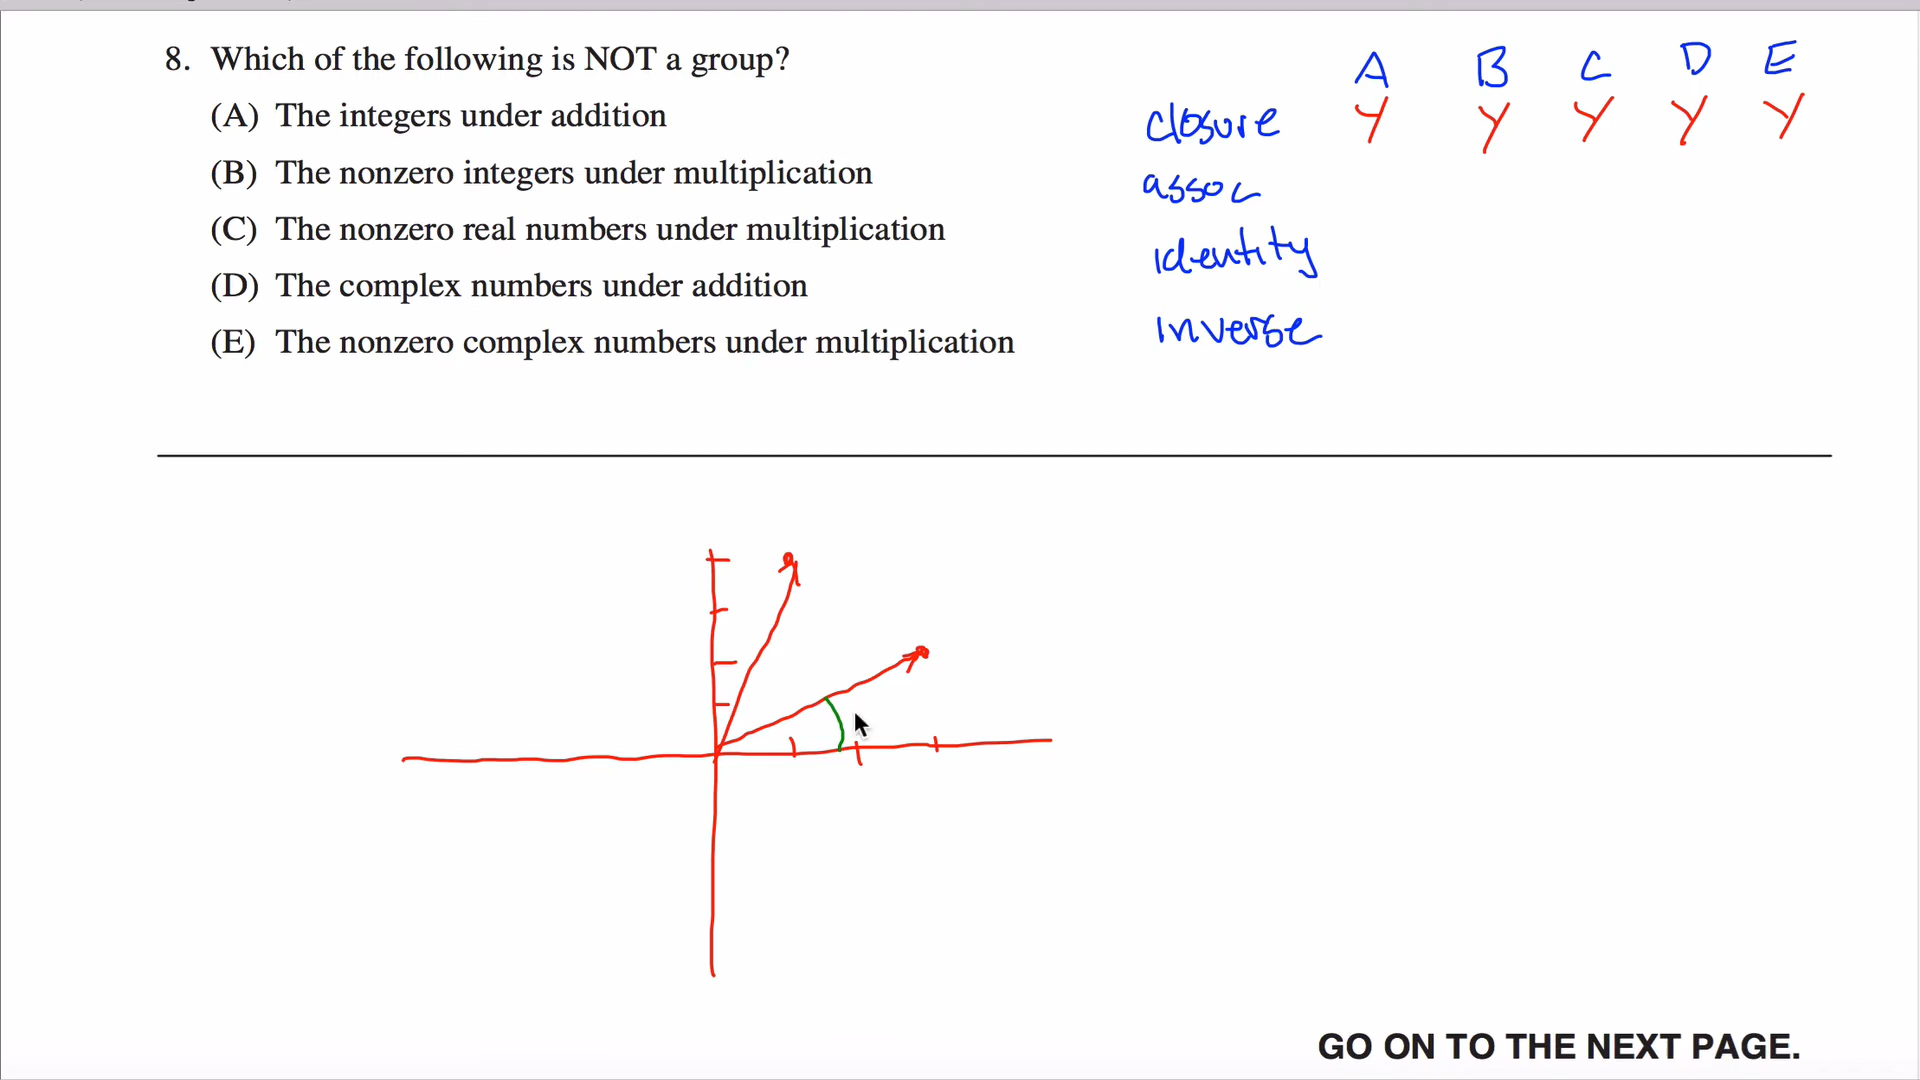 8. Which of the following is NOT a group?
(A) The integers under addition
(B) The nonzero integers under multiplication
(C) The nonzero real numbers under multiplication
(D) The complex numbers under addition
(E) The nonzero complex numbers under multiplication
A B C D E
closure Y Y Y Y Y
assoc
identity
inverse
GO ON TO THE NEXT PAGE.